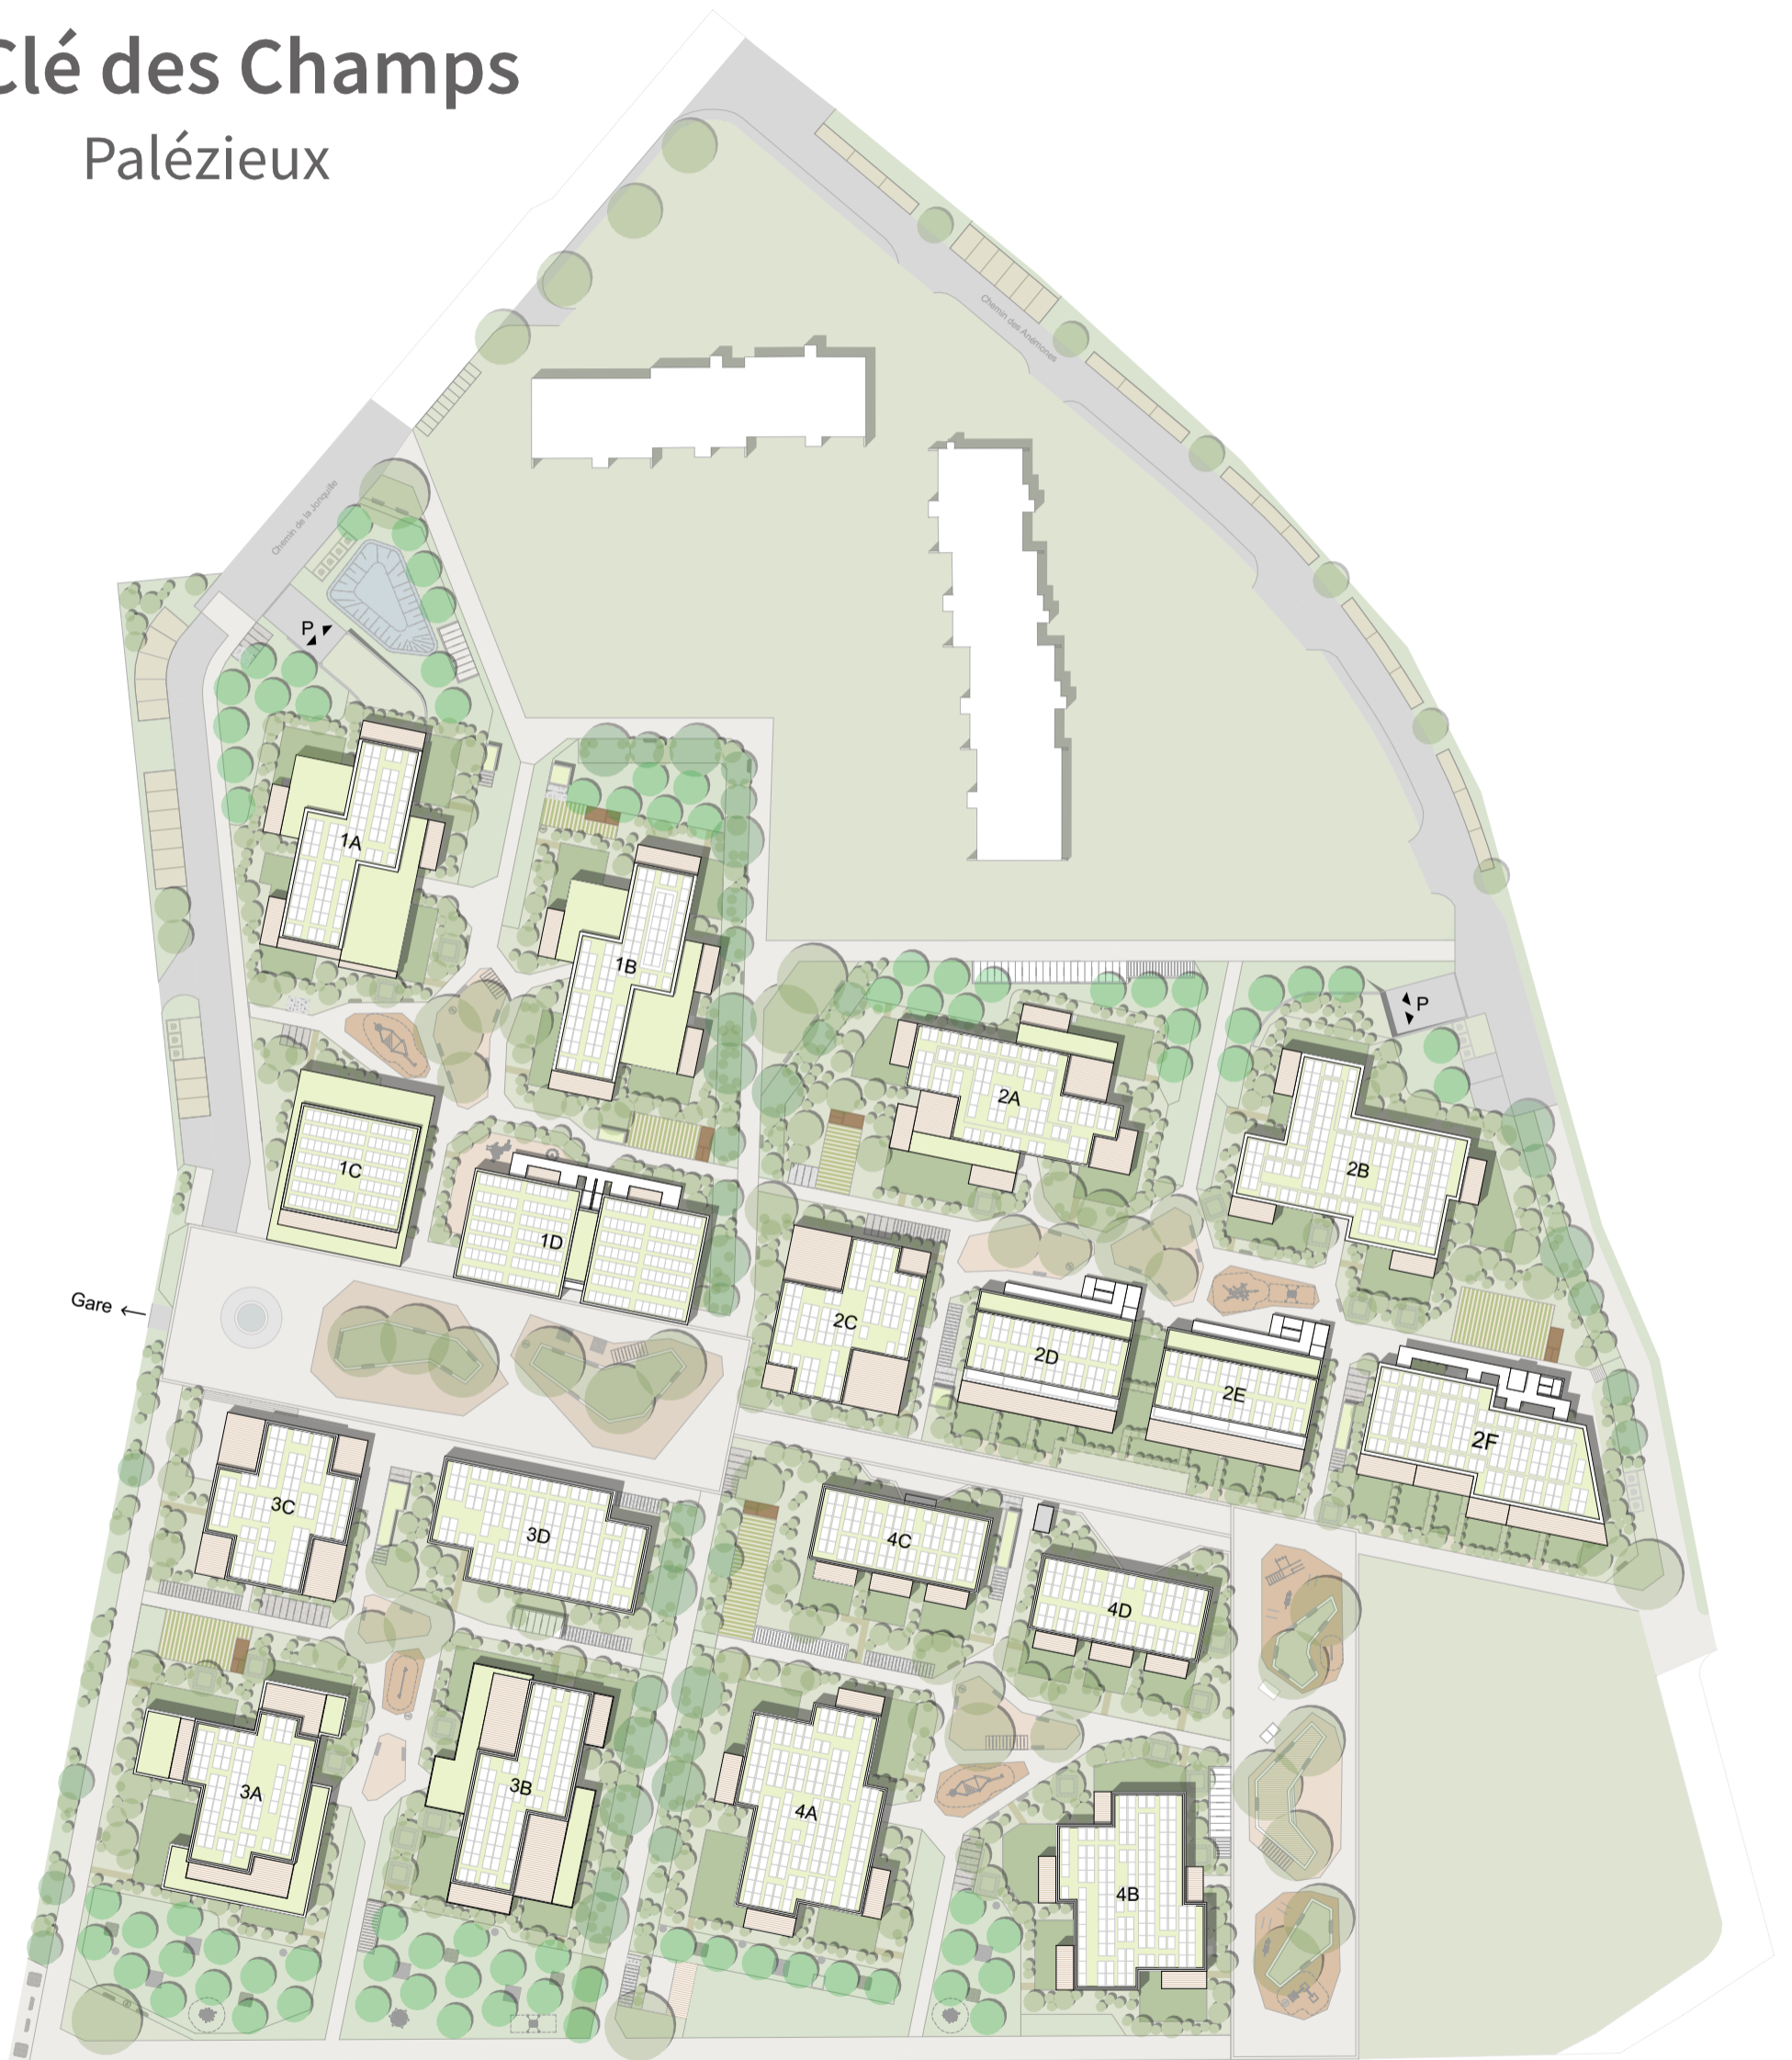 Clé des Champs
Palézieux
Chemin des Anémones
Chemin de la Jonquille
P
1A
1B
P
2A
1C
2B
1D
Gare ←
2C
2D
2E
2F
3C
3D
4C
4D
3A
3B
4A
4B